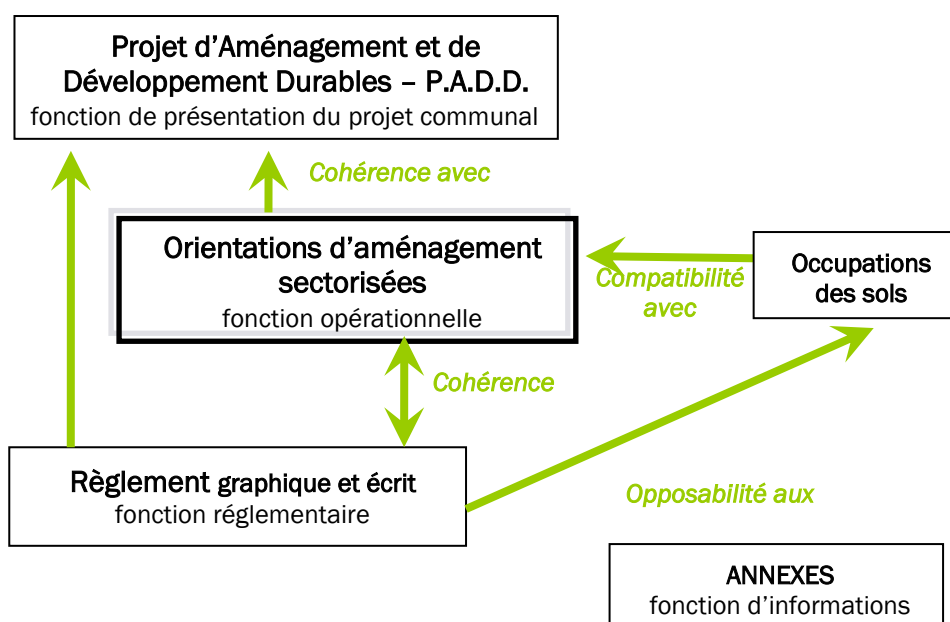 Projet d’Aménagement et de
Développement Durables – P.A.D.D.
fonction de présentation du projet communal
Cohérence avec
Orientations d’aménagement
sectorisées
fonction opérationnelle
Compatibilité
avec
Occupations
des sols
Cohérence
Règlement graphique et écrit
fonction réglementaire
Opposabilité aux
ANNEXES
fonction d’informations